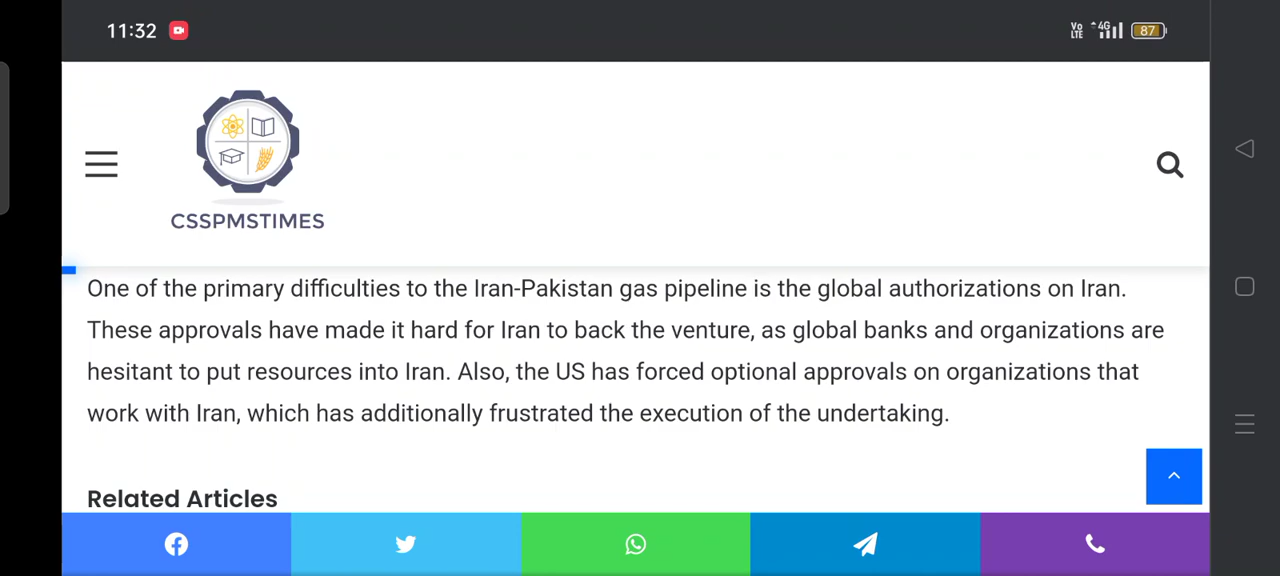 11:32
Vo LTE 4G 87
CSSPMSTIMES
One of the primary difficulties to the Iran-Pakistan gas pipeline is the global authorizations on Iran.
These approvals have made it hard for Iran to back the venture, as global banks and organizations are
hesitant to put resources into Iran. Also, the US has forced optional approvals on organizations that
work with Iran, which has additionally frustrated the execution of the undertaking.
Related Articles